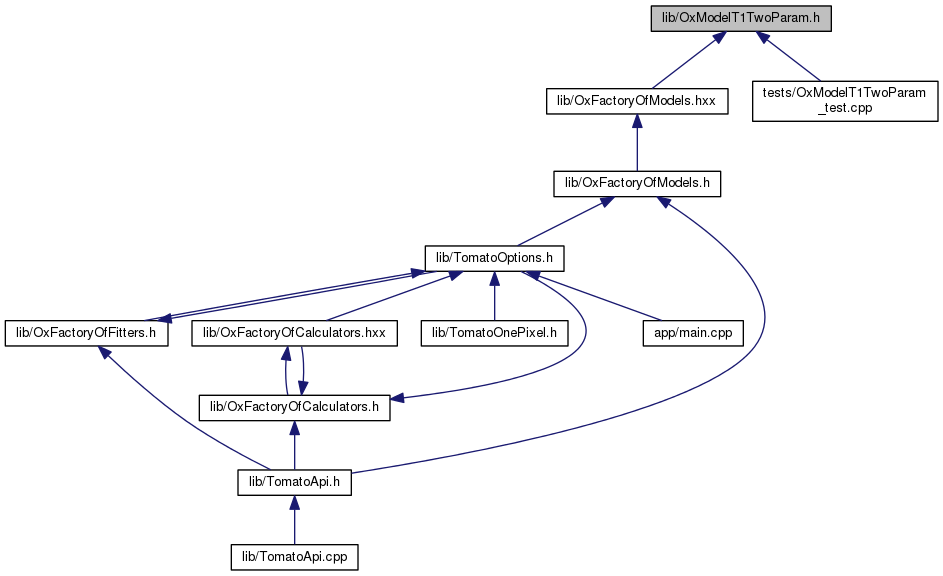 lib/OxModelT1TwoParam.h
lib/OxFactoryOfModels.hxx
tests/OxModelT1TwoParam
_test.cpp
lib/OxFactoryOfModels.h
lib/TomatoOptions.h
lib/OxFactoryOfFitters.h
lib/OxFactoryOfCalculators.hxx
lib/TomatoOnePixel.h
app/main.cpp
lib/OxFactoryOfCalculators.h
lib/TomatoApi.h
lib/TomatoApi.cpp